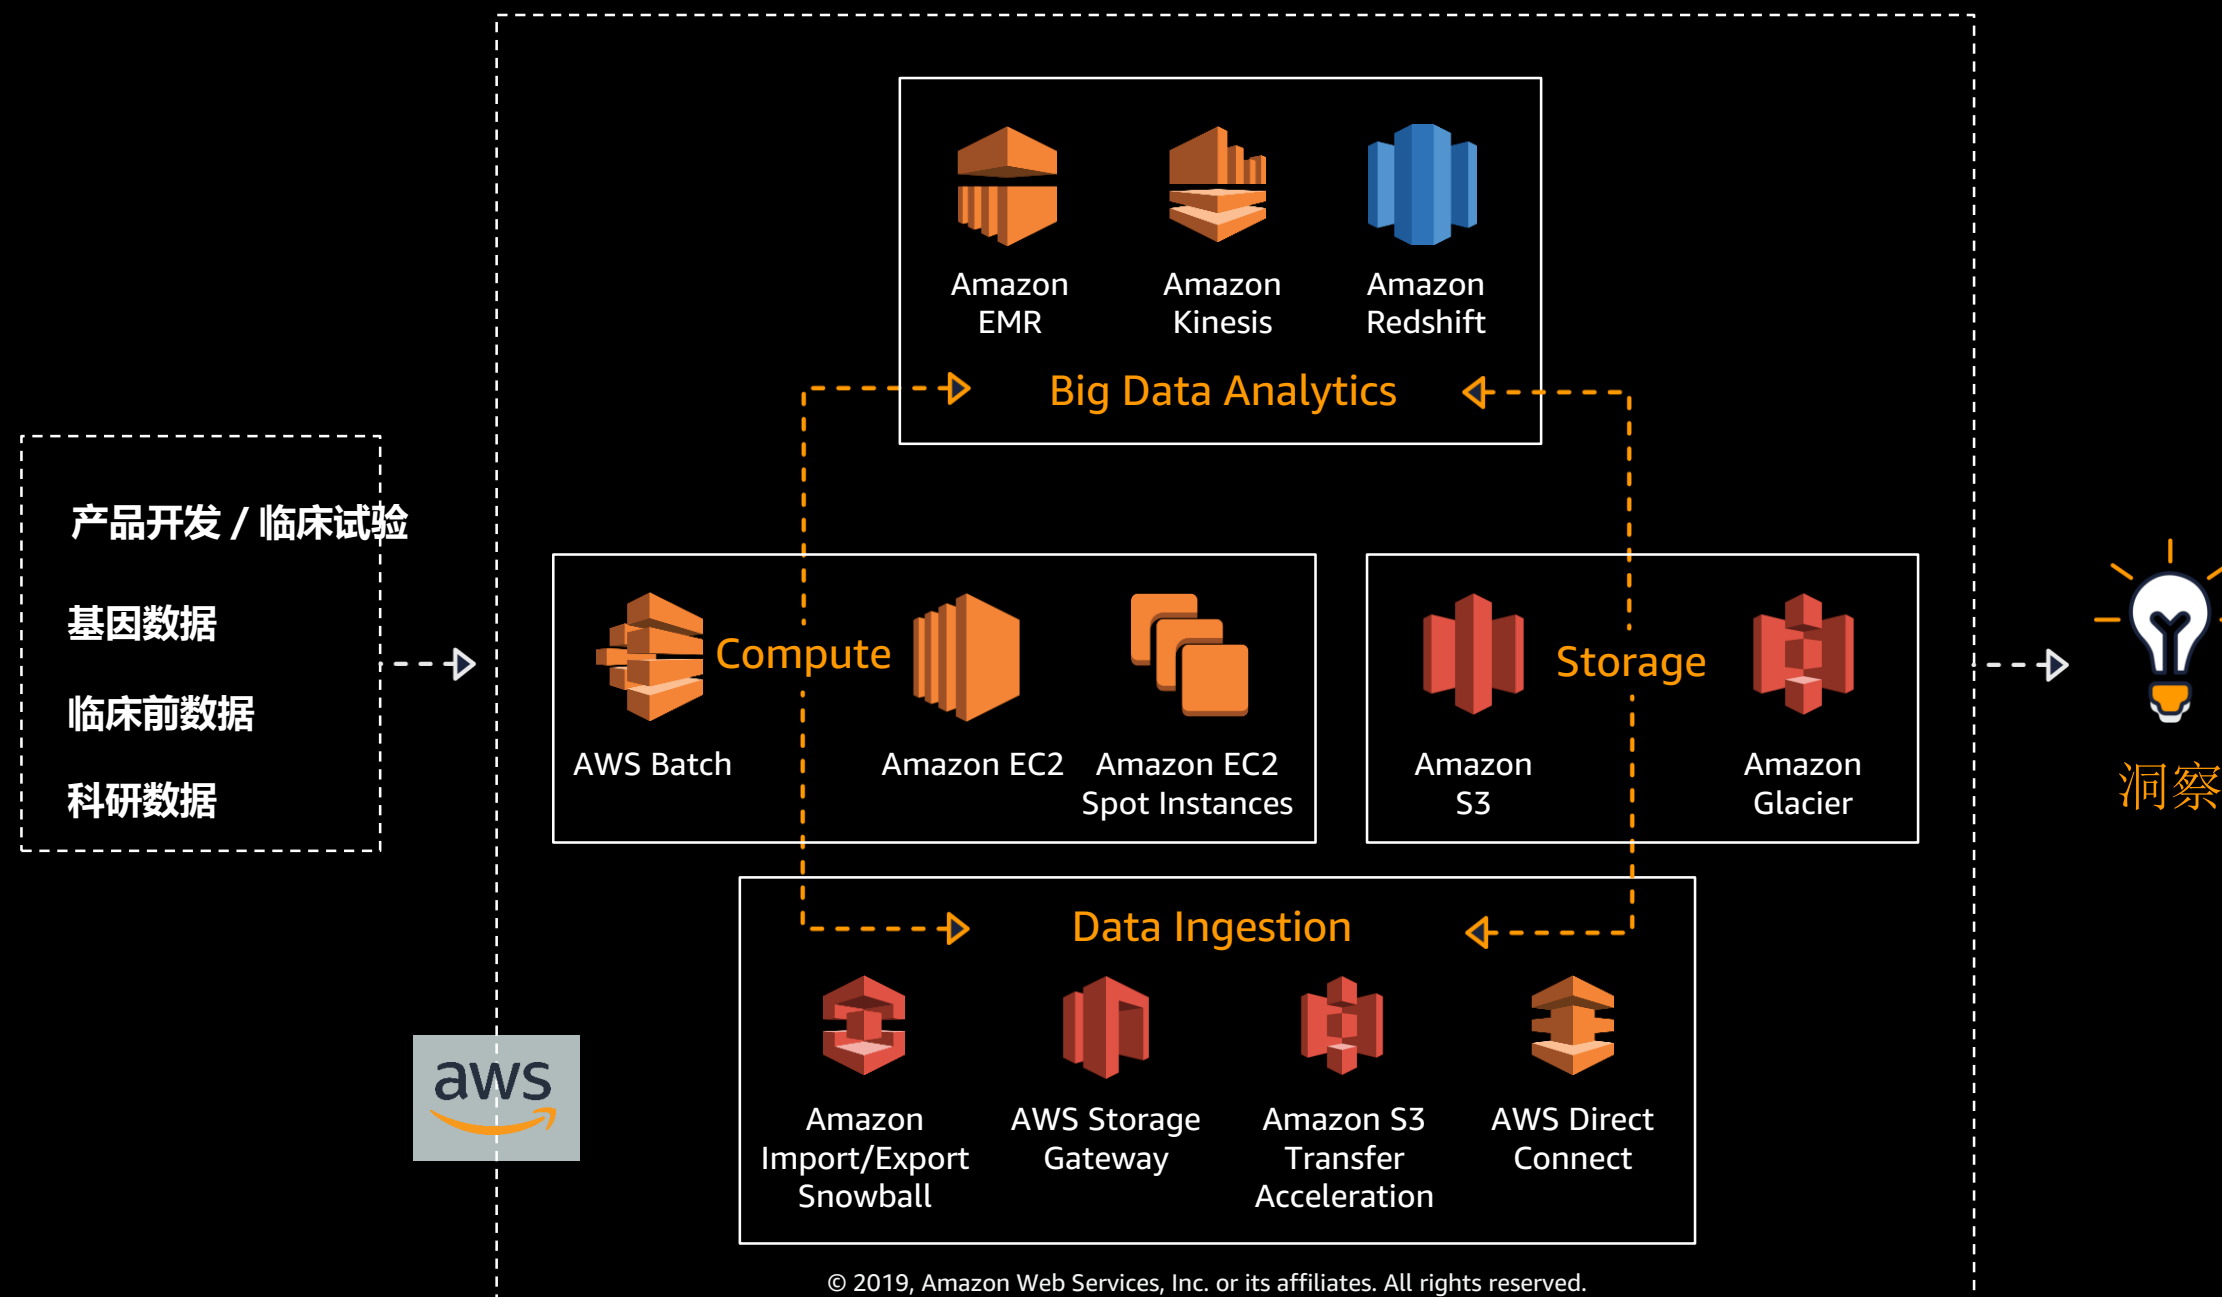 Amazon
EMR
Amazon
Kinesis
Amazon
Redshift
Big Data Analytics
产品开发 / 临床试验
基因数据
临床前数据
科研数据
Compute
AWS Batch
Amazon EC2
Amazon EC2
Spot Instances
Storage
Amazon
S3
Amazon
Glacier
洞察
Data Ingestion
Amazon
Import/Export
Snowball
AWS Storage
Gateway
Amazon S3
Transfer
Acceleration
AWS Direct
Connect
aws
© 2019, Amazon Web Services, Inc. or its affiliates. All rights reserved.